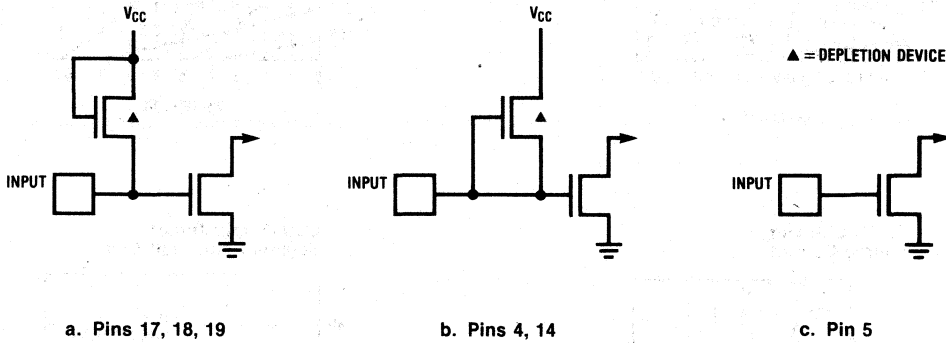 VCC
VCC
▲ = DEPLETION DEVICE
INPUT
INPUT
INPUT
a. Pins 17, 18, 19
b. Pins 4, 14
c. Pin 5